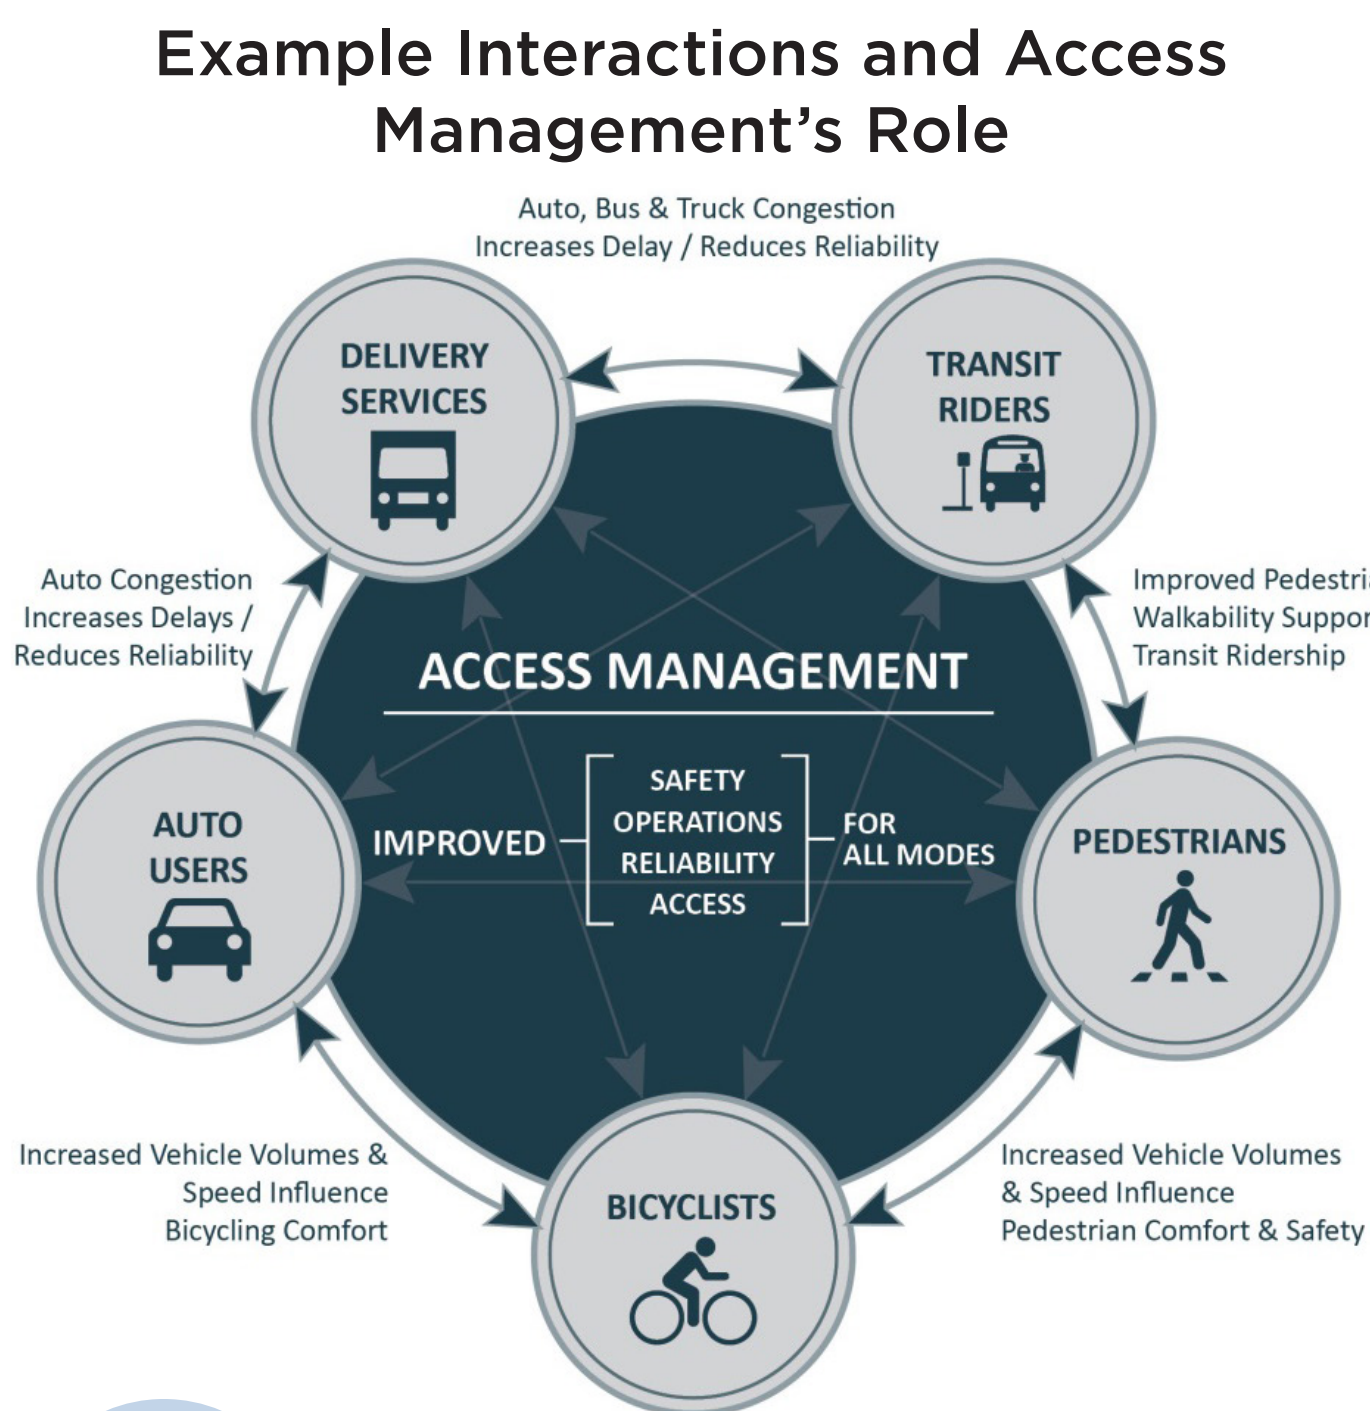 Example Interactions and Access
Management's Role
Auto, Bus & Truck Congestion
Increases Delay / Reduces Reliability
DELIVERY
SERVICES
TRANSIT
RIDERS
Auto Congestion
Increases Delays /
Reduces Reliability
Improved
Walkability
Transit Ridership
ACCESS MANAGEMENT
IMPROVED
SAFETY
OPERATIONS
RELIABILITY
ACCESS
FOR
ALL MODES
AUTO
USERS
PEDESTRIANS
Increased Vehicle Volumes &
Speed Influence
Bicycling Comfort
BICYCLISTS
Increased Vehicle Volumes
& Speed Influence
Pedestrian Comfort & Safety